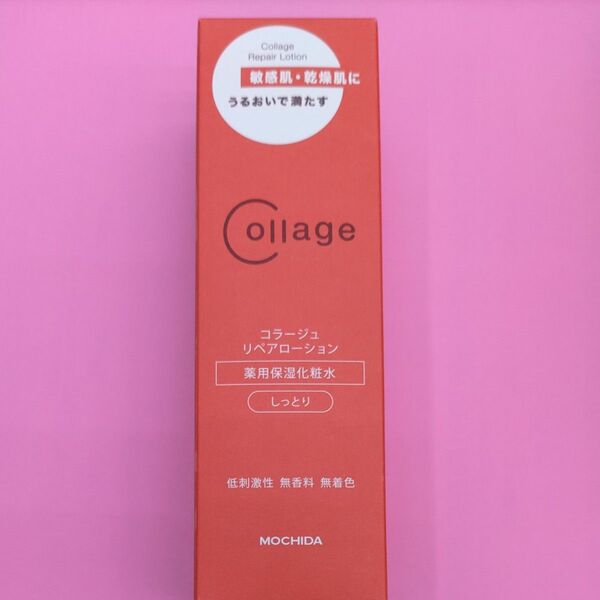 Collage
Repair Lotion
敏感肌・乾燥肌に
うるおいで満たす
Collage
コラージュ
リペアローション
薬用保湿化粧水
しっとり
低刺激性 無香料 無着色
MOCHIDA